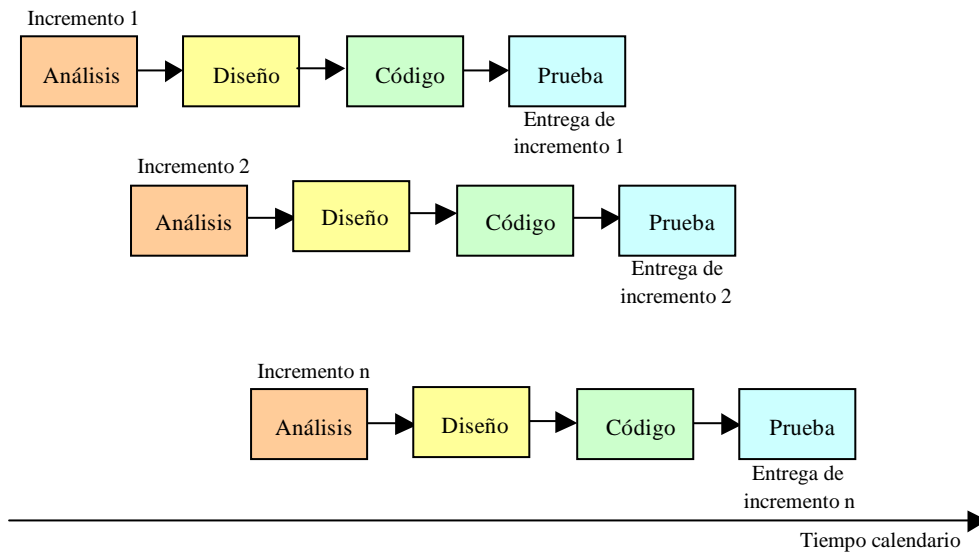 Incremento 1
Análisis
Diseño
Código
Prueba
Entrega de
incremento 1
Incremento 2
Análisis
Diseño
Código
Prueba
Entrega de
incremento 2
Incremento n
Análisis
Diseño
Código
Prueba
Entrega de
incremento n
Tiempo calendario